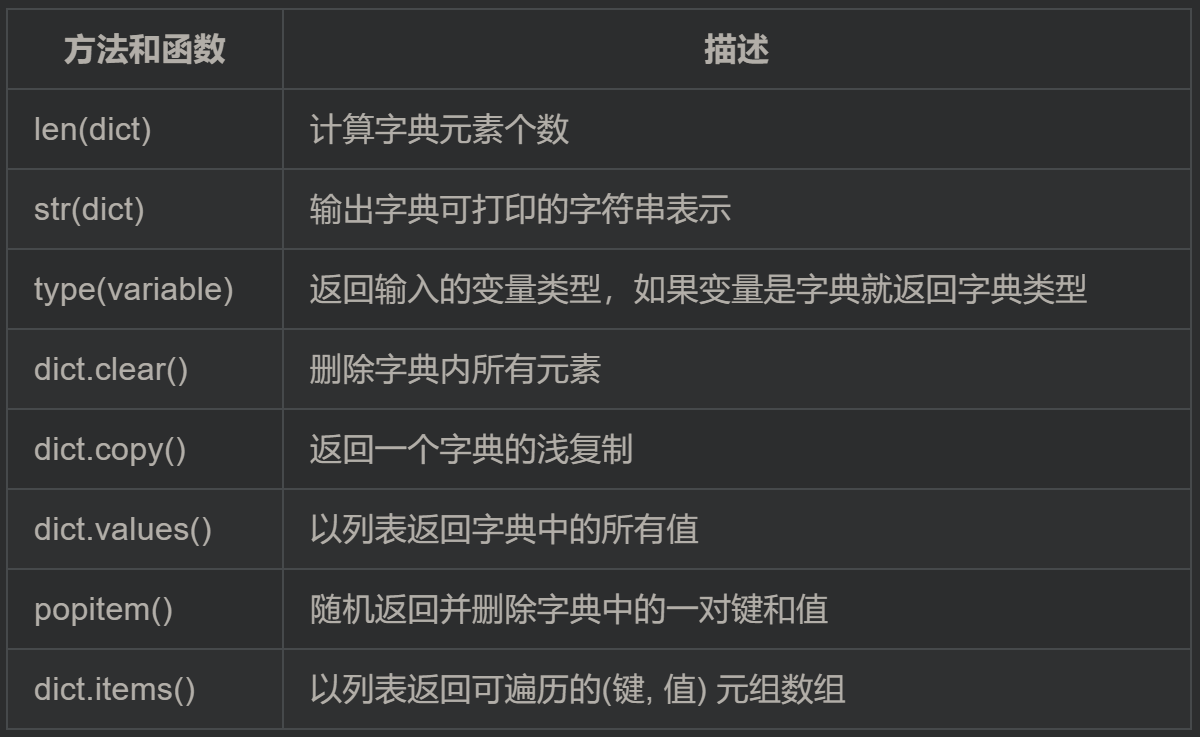 方法和函数 描述
len(dict) 计算字典元素个数
str(dict) 输出字典可打印的字符串表示
type(variable) 返回输入的变量类型，如果变量是字典就返回字典类型
dict.clear() 删除字典内所有元素
dict.copy() 返回一个字典的浅复制
dict.values() 以列表返回字典中的所有值
popitem() 随机返回并删除字典中的一对键和值
dict.items() 以列表返回可遍历的(键, 值) 元组数组